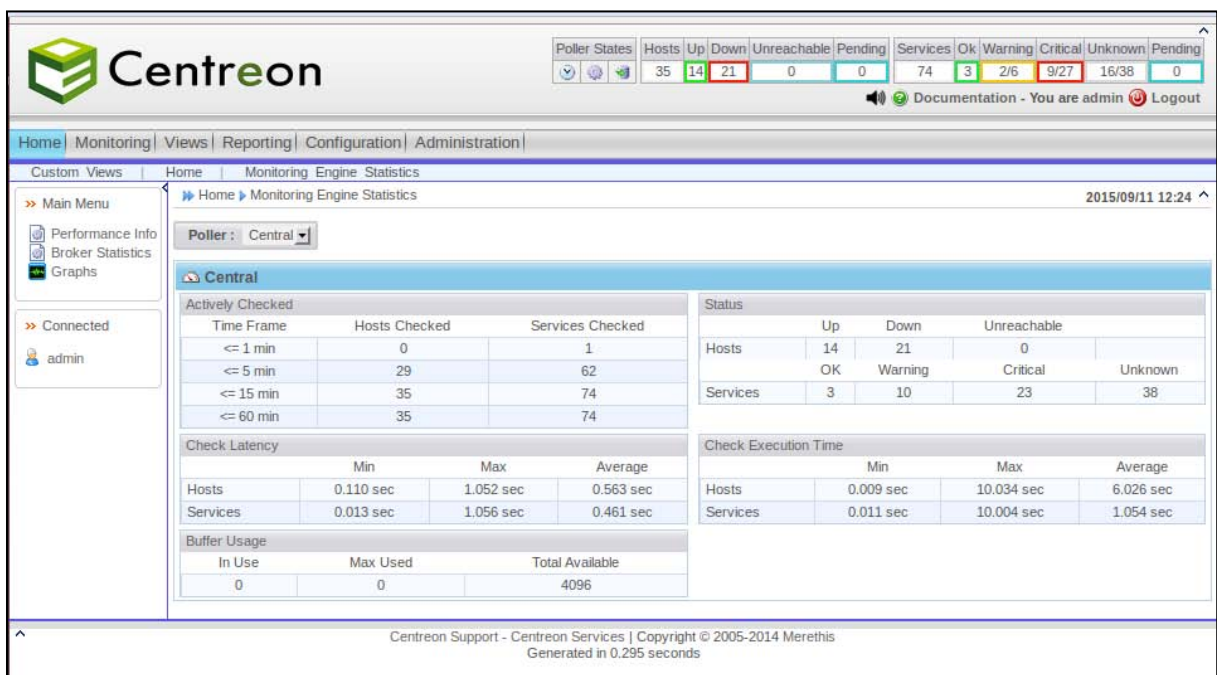 Centreon
Poller States Hosts Up Down Unreachable Pending Services Ok Warning Critical Unknown Pending
35 14 21 0 0 74 3 2/6 9/27 16/38 0
Documentation - You are admin Logout
Home Monitoring Views Reporting Configuration Administration
Custom Views | Home | Monitoring Engine Statistics
Main Menu
Performance Info
Broker Statistics
Graphs
Connected
admin
Home Monitoring Engine Statistics 2015/09/11 12:24
Poller : Central
Central
Actively Checked
Time Frame Hosts Checked Services Checked
<= 1 min 0 1
<= 5 min 29 62
<= 15 min 35 74
<= 60 min 35 74
Status
Up Down Unreachable
Hosts 14 21 0
OK Warning Critical Unknown
Services 3 10 23 38
Check Latency
Min Max Average
Hosts 0.110 sec 1.052 sec 0.563 sec
Services 0.013 sec 1.056 sec 0.461 sec
Check Execution Time
Min Max Average
Hosts 0.009 sec 10.034 sec 6.026 sec
Services 0.011 sec 10.004 sec 1.054 sec
Buffer Usage
In Use Max Used Total Available
0 0 4096
Centreon Support - Centreon Services | Copyright © 2005-2014 Merethis
Generated in 0.295 seconds